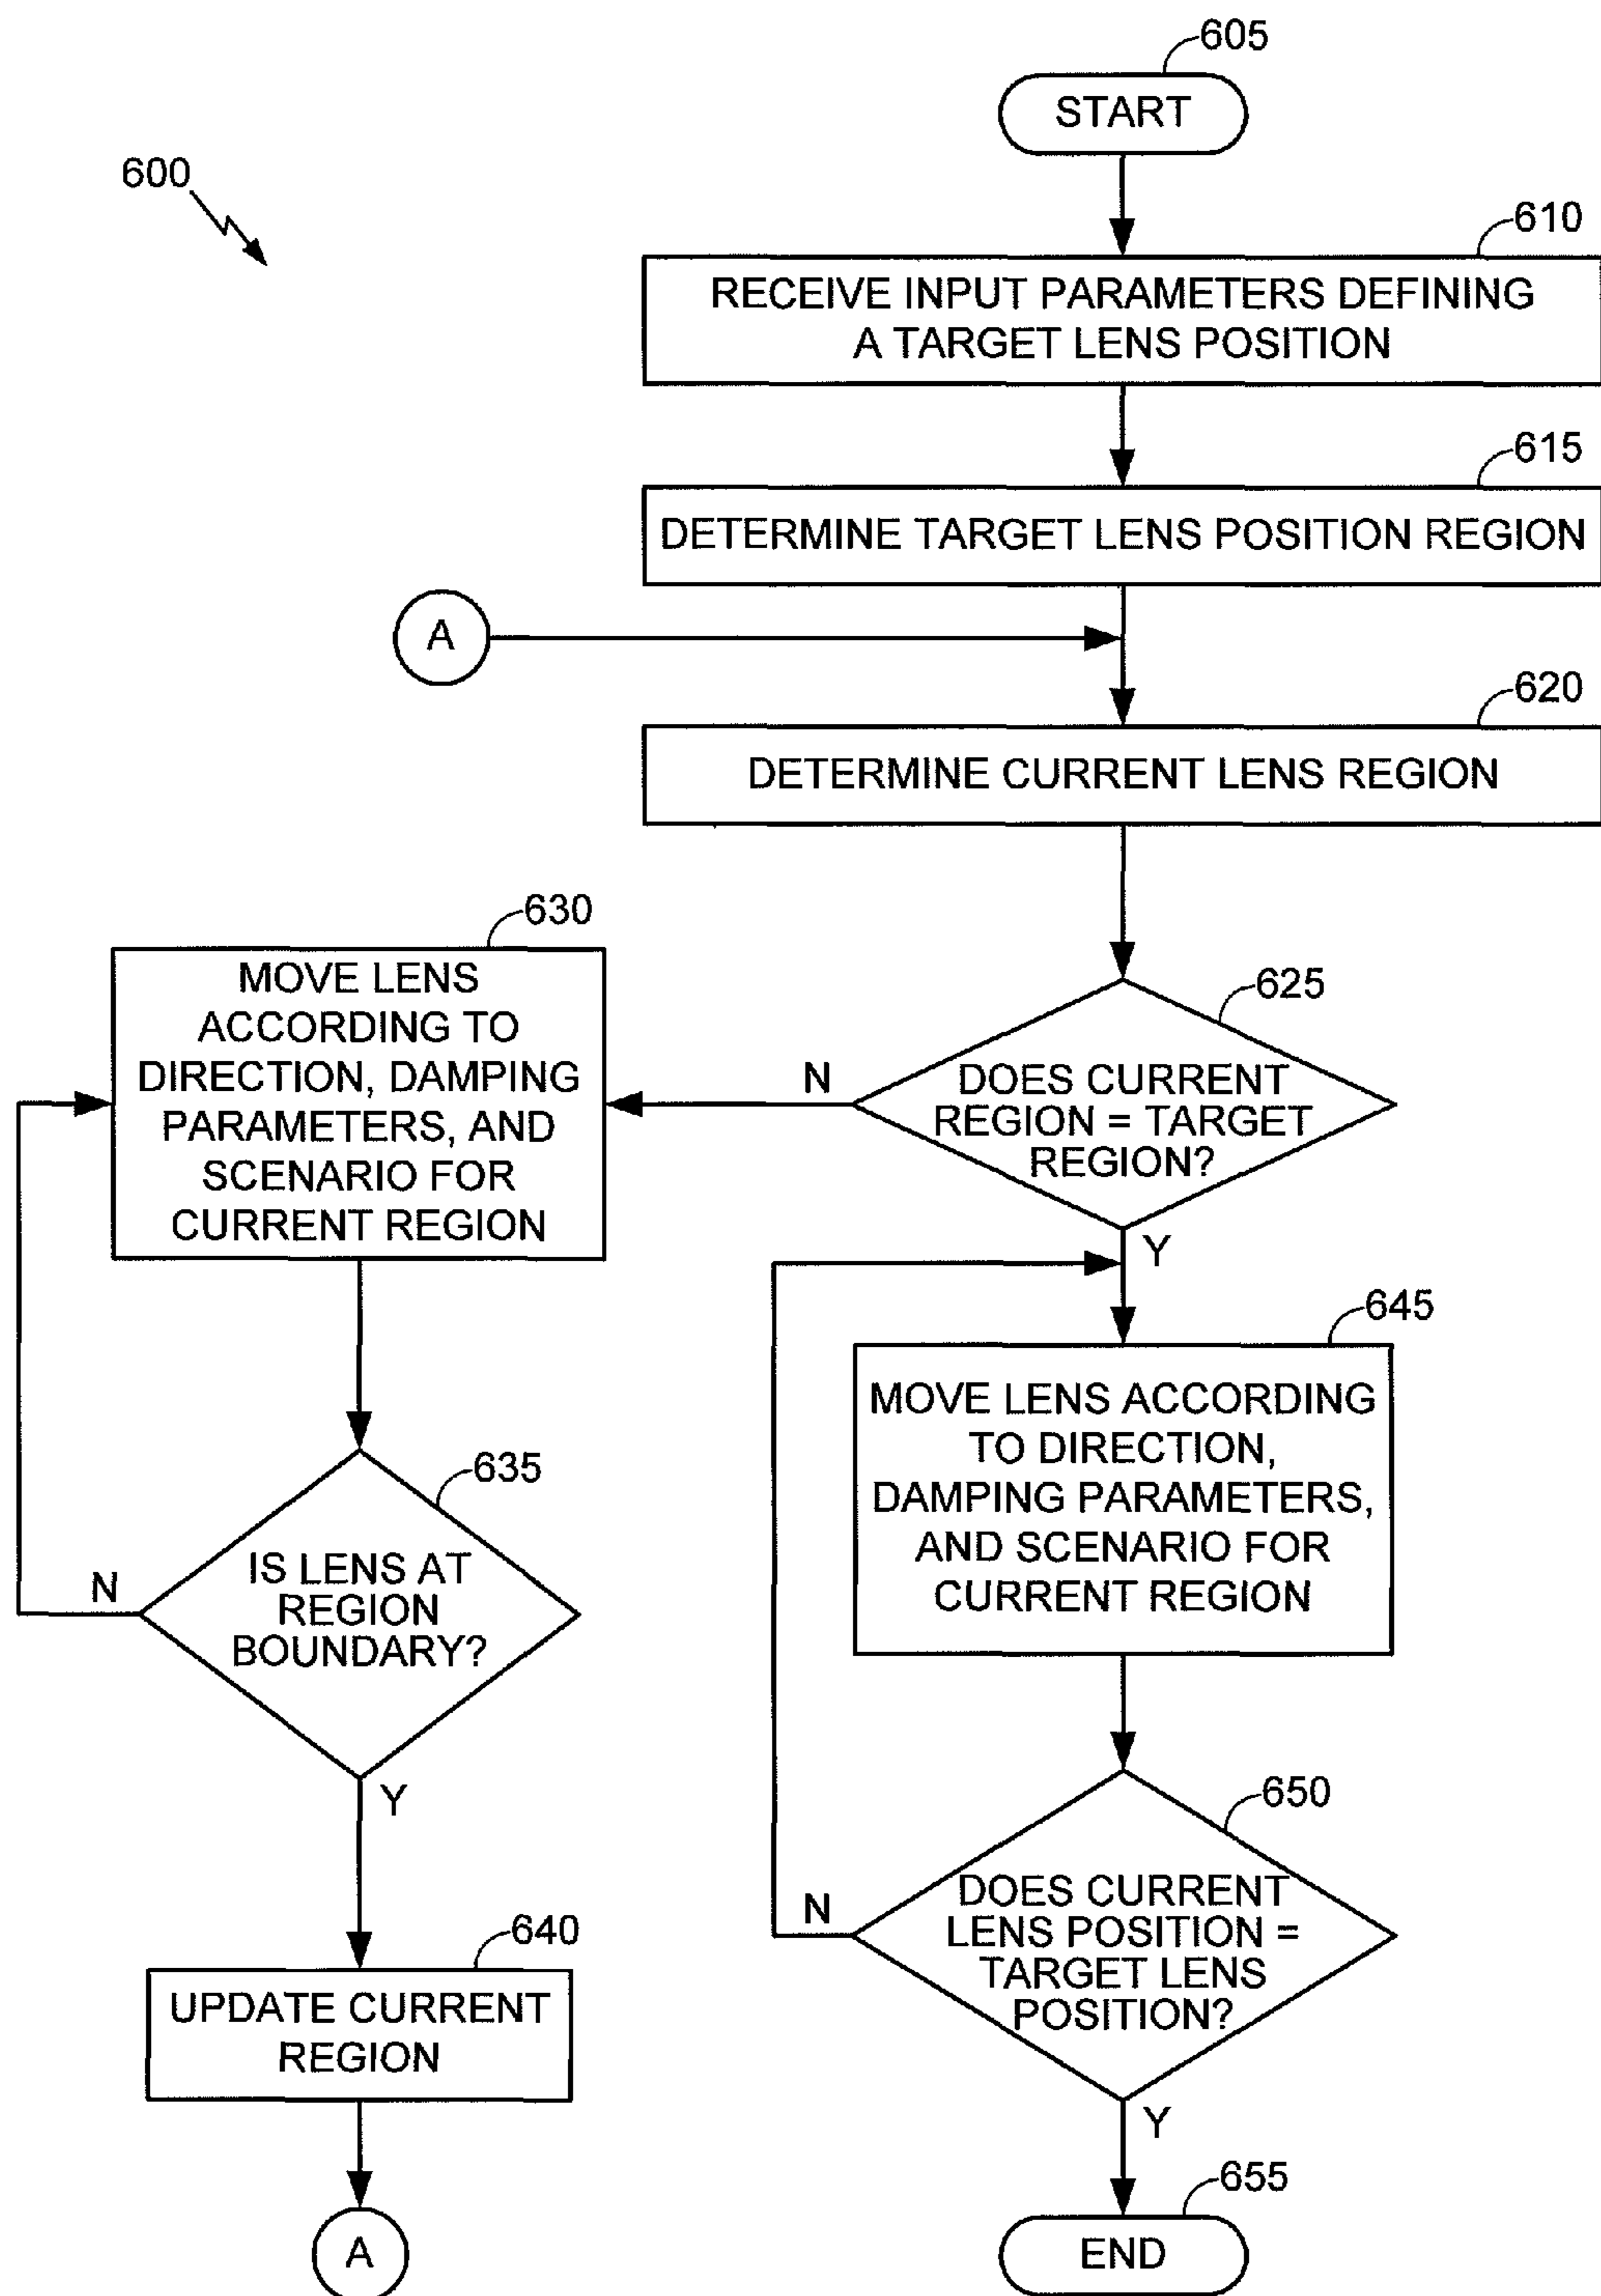 600
605
START
610
RECEIVE INPUT PARAMETERS DEFINING
A TARGET LENS POSITION
615
DETERMINE TARGET LENS POSITION REGION
A
620
DETERMINE CURRENT LENS REGION
625
DOES CURRENT
REGION = TARGET
REGION?
N
Y
630
MOVE LENS
ACCORDING TO
DIRECTION, DAMPING
PARAMETERS, AND
SCENARIO FOR
CURRENT REGION
635
IS LENS AT
REGION
BOUNDARY?
N
Y
640
UPDATE CURRENT
REGION
A
645
MOVE LENS ACCORDING
TO DIRECTION,
DAMPING PARAMETERS,
AND SCENARIO FOR
CURRENT REGION
650
DOES CURRENT
LENS POSITION =
TARGET LENS
POSITION?
N
Y
655
END